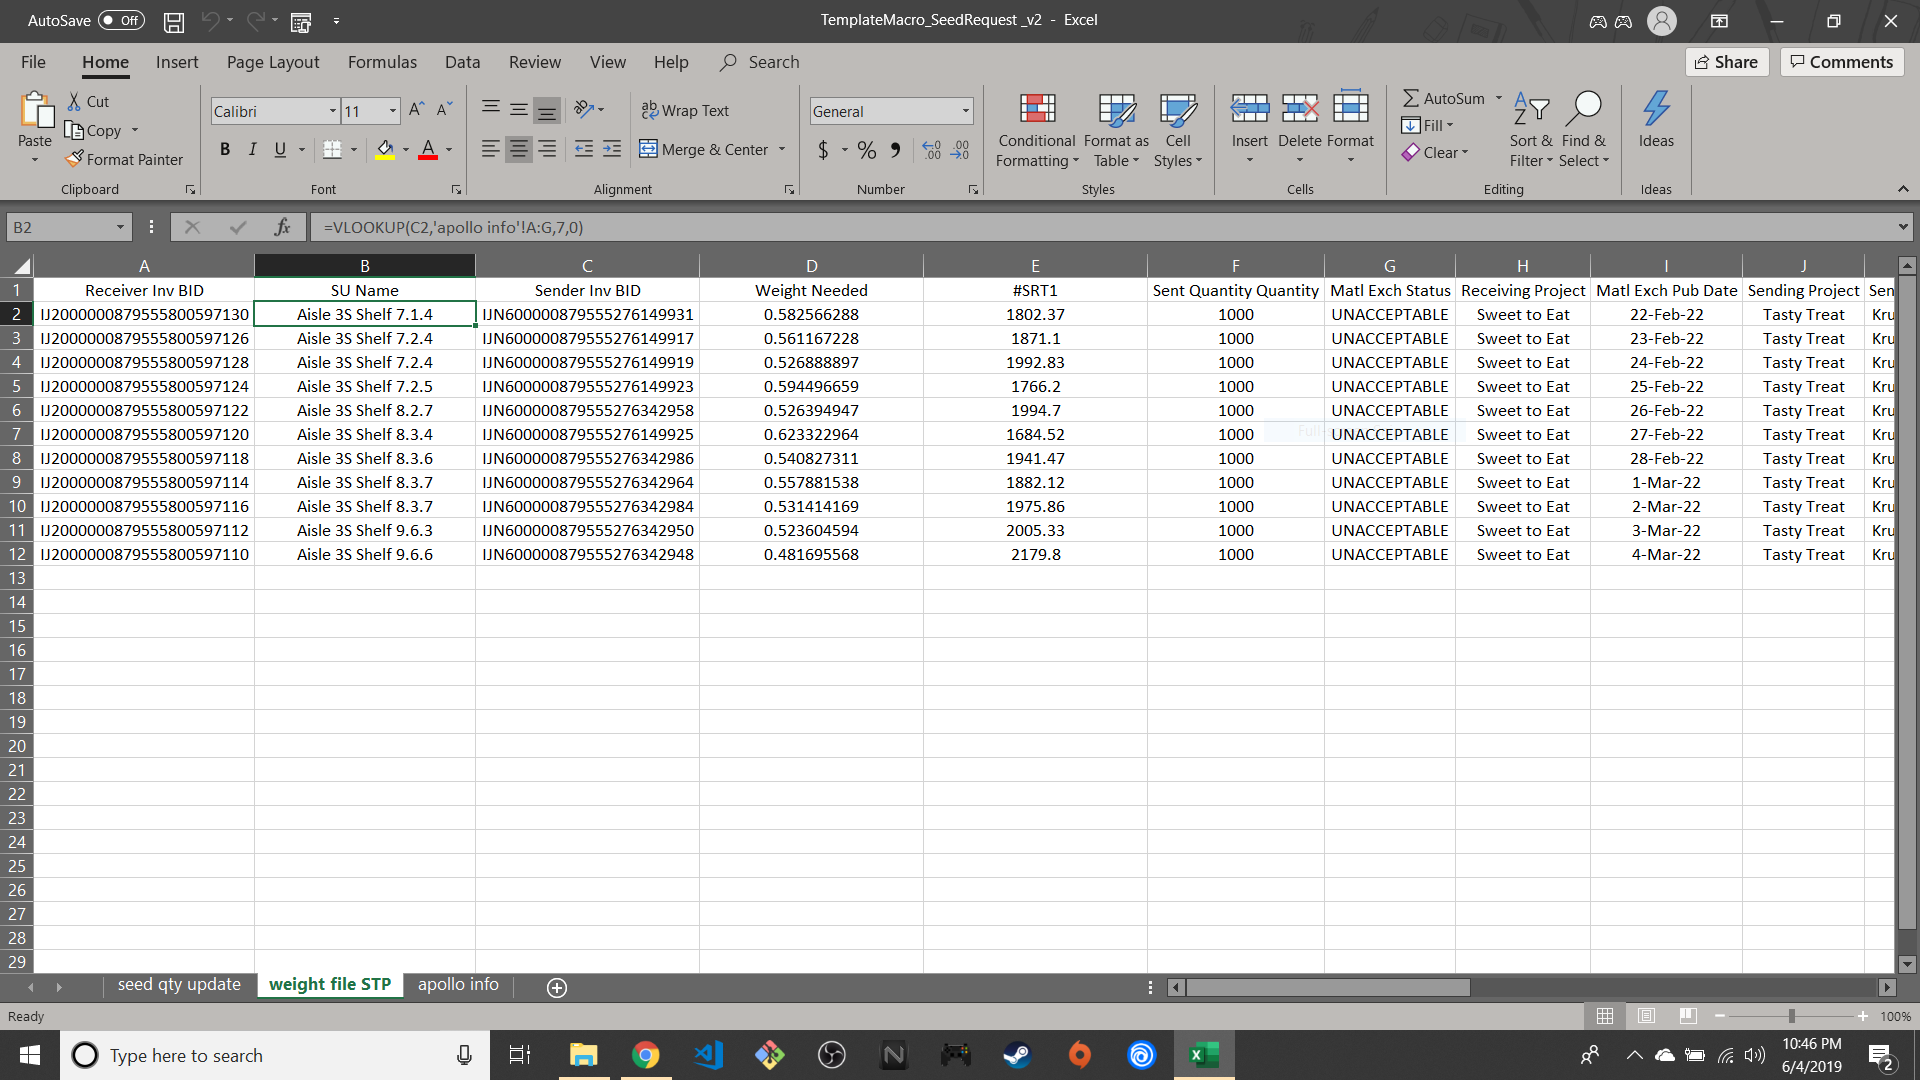 AutoSave Off
TemplateMacro_SeedRequest _v2 - Excel
File Home Insert Page Layout Formulas Data Review View Help Search Share Comments
Paste
Cut
Copy
Format Painter
Clipboard
Calibri 11
B I U
Font
Wrap Text
Merge & Center
Alignment
General
$ % ,
Number
Conditional Formatting
Format as Table
Cell Styles
Styles
Insert Delete Format
Cells
AutoSum
Fill
Clear
Sort & Filter
Find & Select
Editing
Ideas
Ideas
B2 fx =VLOOKUP(C2,'apollo info'!A:G,7,0)
A B C D E F G H I J
1 Receiver Inv BID SU Name Sender Inv BID Weight Needed #SRT1 Sent Quantity Quantity Matl Exch Status Receiving Project Matl Exch Pub Date Sending Project Sen
2 IJ2000000879555800597130 Aisle 3S Shelf 7.1.4 IJN600000879555276149931 0.582566288 1802.37 1000 UNACCEPTABLE Sweet to Eat 22-Feb-22 Tasty Treat Kru
3 IJ2000000879555800597126 Aisle 3S Shelf 7.2.4 IJN600000879555276149917 0.561167228 1871.1 1000 UNACCEPTABLE Sweet to Eat 23-Feb-22 Tasty Treat Kru
4 IJ2000000879555800597128 Aisle 3S Shelf 7.2.4 IJN600000879555276149919 0.526888897 1992.83 1000 UNACCEPTABLE Sweet to Eat 24-Feb-22 Tasty Treat Kru
5 IJ2000000879555800597124 Aisle 3S Shelf 7.2.5 IJN600000879555276149923 0.594496659 1766.2 1000 UNACCEPTABLE Sweet to Eat 25-Feb-22 Tasty Treat Kru
6 IJ2000000879555800597122 Aisle 3S Shelf 8.2.7 IJN600000879555276342958 0.526394947 1994.7 1000 UNACCEPTABLE Sweet to Eat 26-Feb-22 Tasty Treat Kru
7 IJ2000000879555800597120 Aisle 3S Shelf 8.3.4 IJN600000879555276149925 0.623322964 1684.52 1000 UNACCEPTABLE Sweet to Eat 27-Feb-22 Tasty Treat Kru
8 IJ2000000879555800597118 Aisle 3S Shelf 8.3.6 IJN600000879555276342986 0.540827311 1941.47 1000 UNACCEPTABLE Sweet to Eat 28-Feb-22 Tasty Treat Kru
9 IJ2000000879555800597114 Aisle 3S Shelf 8.3.7 IJN600000879555276342964 0.557881538 1882.12 1000 UNACCEPTABLE Sweet to Eat 1-Mar-22 Tasty Treat Kru
10 IJ2000000879555800597116 Aisle 3S Shelf 8.3.7 IJN600000879555276342984 0.531414169 1975.86 1000 UNACCEPTABLE Sweet to Eat 2-Mar-22 Tasty Treat Kru
11 IJ2000000879555800597112 Aisle 3S Shelf 9.6.3 IJN600000879555276342950 0.523604594 2005.33 1000 UNACCEPTABLE Sweet to Eat 3-Mar-22 Tasty Treat Kru
12 IJ2000000879555800597110 Aisle 3S Shelf 9.6.6 IJN600000879555276342948 0.481695568 2179.8 1000 UNACCEPTABLE Sweet to Eat 4-Mar-22 Tasty Treat Kru
13
14
15
16
17
18
19
20
21
22
23
24
25
26
27
28
29
seed qty update weight file STP apollo info
Ready 100%
Type here to search
10:46 PM
6/4/2019
2